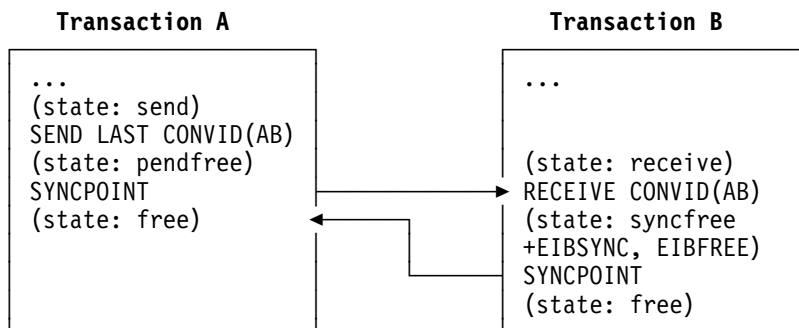 Transaction A
Transaction B
...
(state: send)
SEND LAST CONVID(AB)
(state: pendfree)
SYNCPOINT
(state: free)
...
(state: receive)
RECEIVE CONVID(AB)
(state: syncfree
+EIBSYNC, EIBFREE)
SYNCPOINT
(state: free)